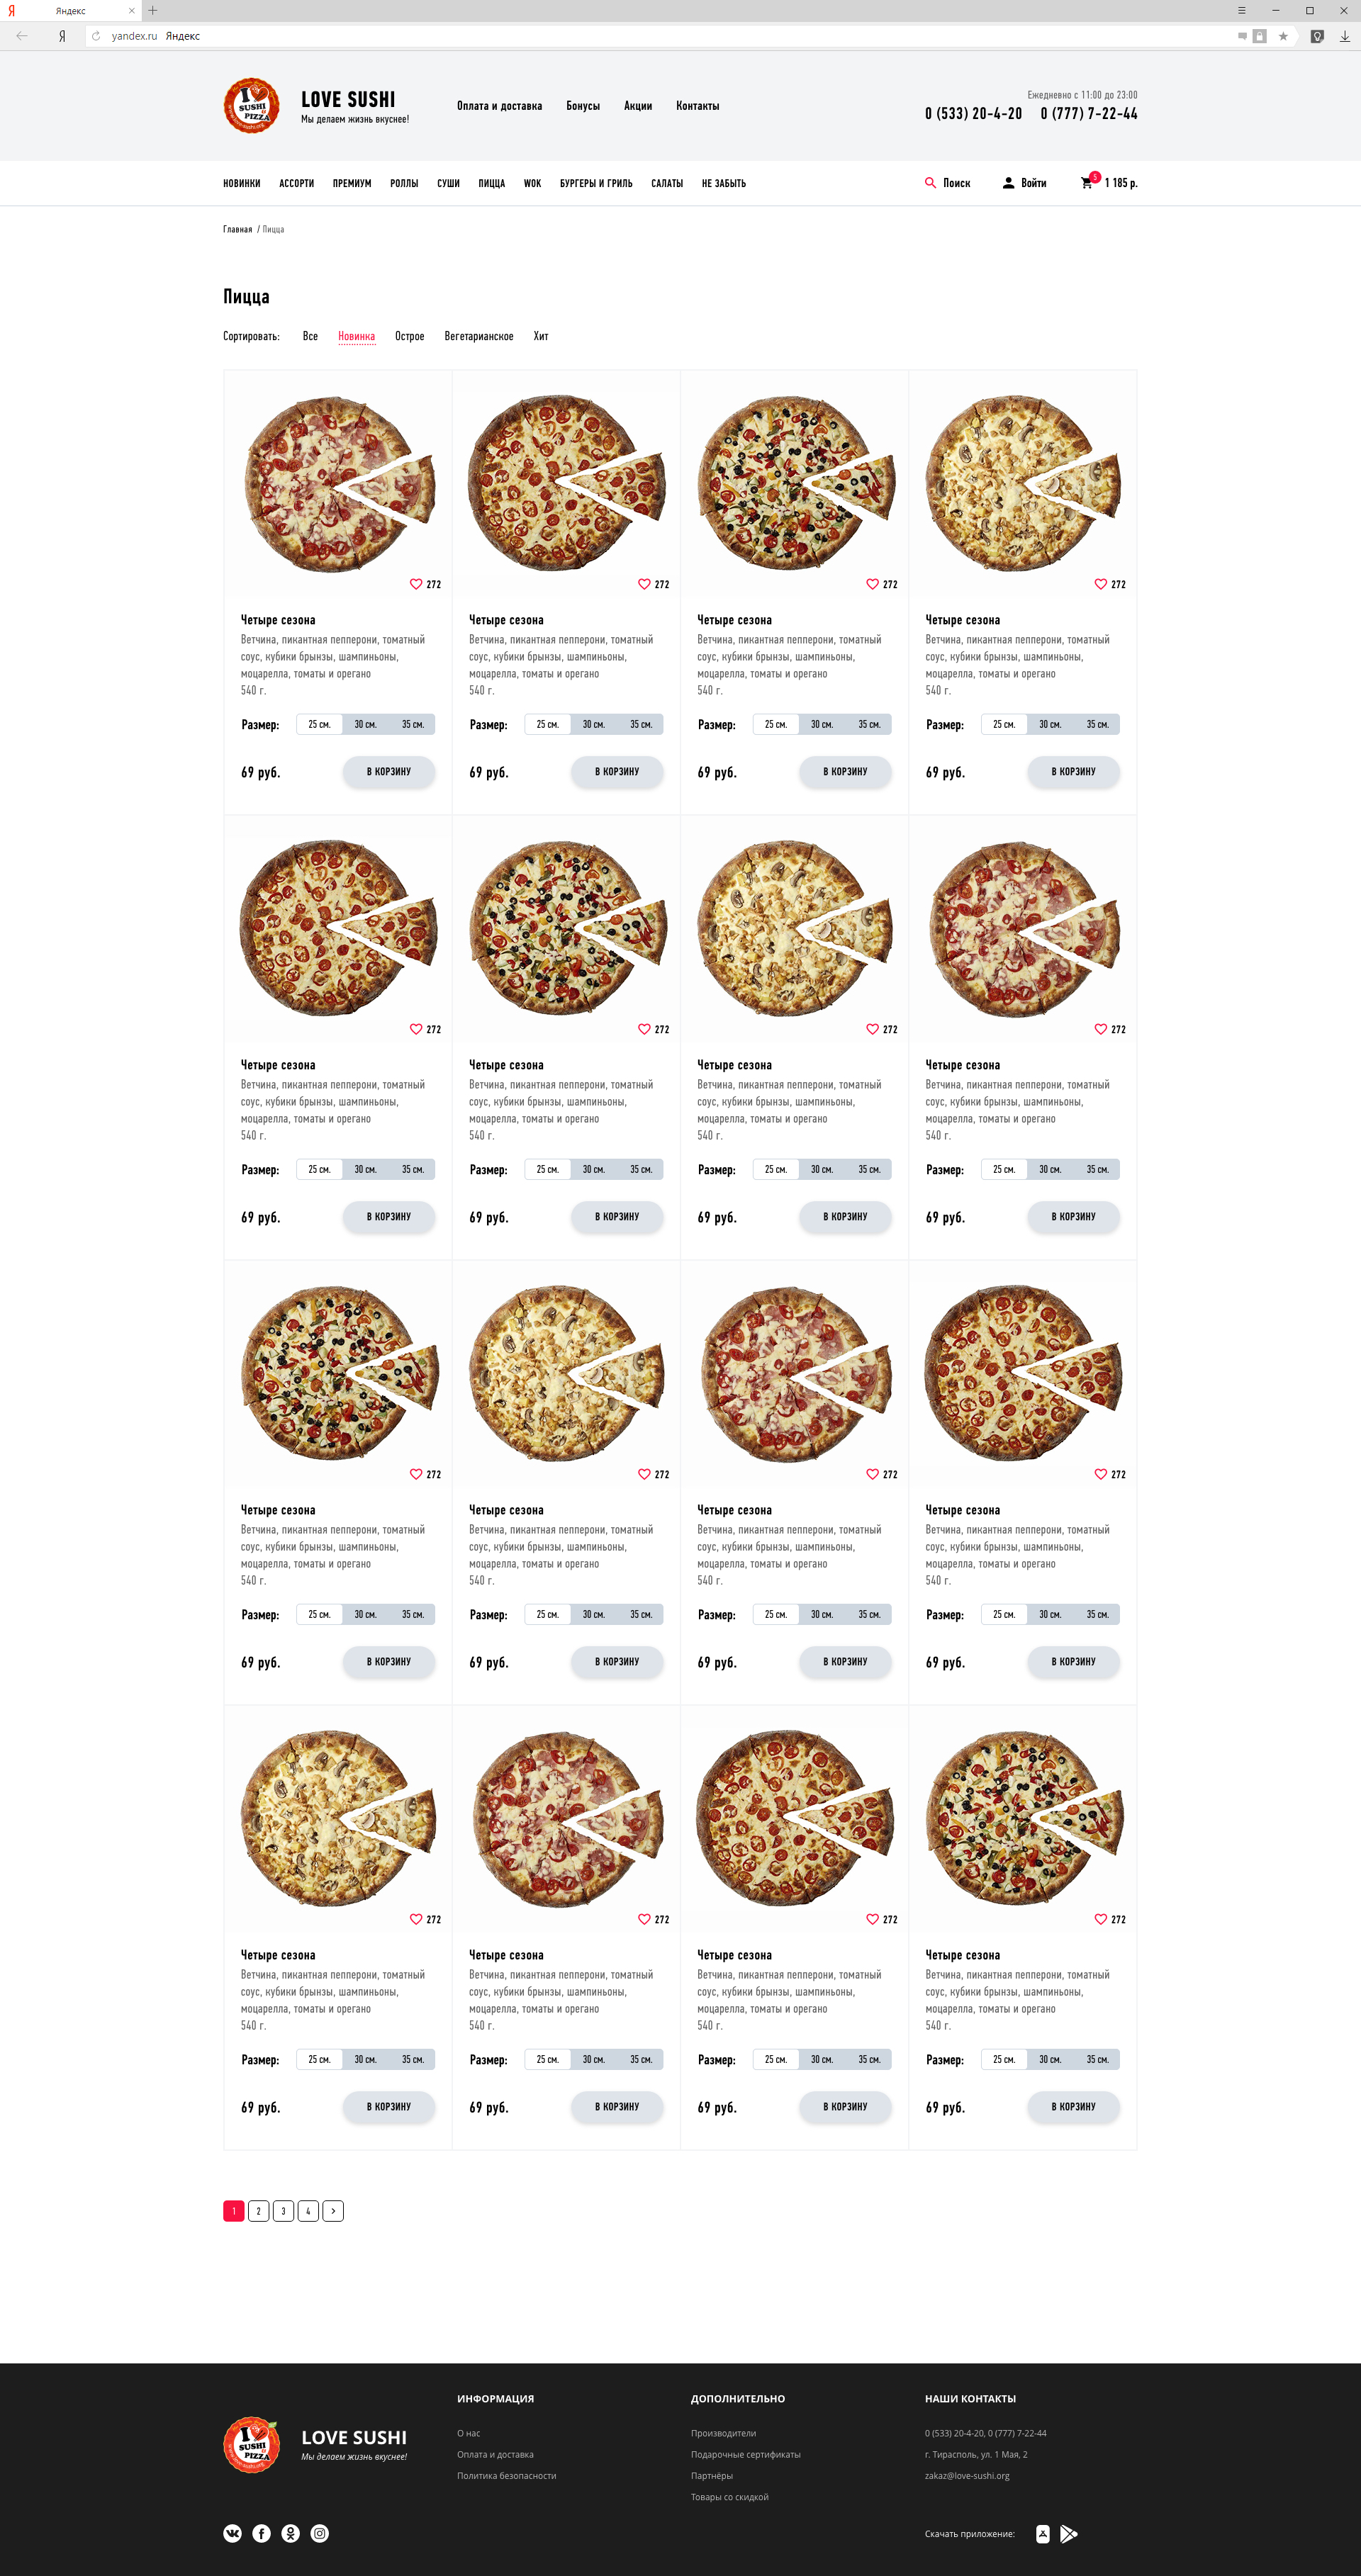 Яндекс
yandex.ru Яндекс
I SUSHI & PIZZA
www.love-sushi.org
LOVE SUSHI
Мы делаем жизнь вкуснее!
Оплата и доставка Бонусы Акции Контакты
Ежедневно с 11:00 до 23:00
0 (533) 20-4-20 0 (777) 7-22-44
НОВИНКИ АССОРТИ ПРЕМИУМ РОЛЛЫ СУШИ ПИЦЦА WOK БУРГЕРЫ И ГРИЛЬ САЛАТЫ НЕ ЗАБЫТЬ
Поиск Войти 5 1 185 р.
Главная / Пицца
Пицца
Сортировать: Все Новинка Острое Вегетарианское Хит
272 272 272 272
Четыре сезона Четыре сезона Четыре сезона Четыре сезона
Ветчина, пикантная пепперони, томатный Ветчина, пикантная пепперони, томатный Ветчина, пикантная пепперони, томатный Ветчина, пикантная пепперони, томатный
соус, кубики брынзы, шампиньоны, соус, кубики брынзы, шампиньоны, соус, кубики брынзы, шампиньоны, соус, кубики брынзы, шампиньоны,
моцарелла, томаты и орегано моцарелла, томаты и орегано моцарелла, томаты и орегано моцарелла, томаты и орегано
540 г. 540 г. 540 г. 540 г.
Размер: 25 см. 30 см. 35 см. Размер: 25 см. 30 см. 35 см. Размер: 25 см. 30 см. 35 см. Размер: 25 см. 30 см. 35 см.
69 руб. В КОРЗИНУ 69 руб. В КОРЗИНУ 69 руб. В КОРЗИНУ 69 руб. В КОРЗИНУ
272 272 272 272
Четыре сезона Четыре сезона Четыре сезона Четыре сезона
Ветчина, пикантная пепперони, томатный Ветчина, пикантная пепперони, томатный Ветчина, пикантная пепперони, томатный Ветчина, пикантная пепперони, томатный
соус, кубики брынзы, шампиньоны, соус, кубики брынзы, шампиньоны, соус, кубики брынзы, шампиньоны, соус, кубики брынзы, шампиньоны,
моцарелла, томаты и орегано моцарелла, томаты и орегано моцарелла, томаты и орегано моцарелла, томаты и орегано
540 г. 540 г. 540 г. 540 г.
Размер: 25 см. 30 см. 35 см. Размер: 25 см. 30 см. 35 см. Размер: 25 см. 30 см. 35 см. Размер: 25 см. 30 см. 35 см.
69 руб. В КОРЗИНУ 69 руб. В КОРЗИНУ 69 руб. В КОРЗИНУ 69 руб. В КОРЗИНУ
272 272 272 272
Четыре сезона Четыре сезона Четыре сезона Четыре сезона
Ветчина, пикантная пепперони, томатный Ветчина, пикантная пепперони, томатный Ветчина, пикантная пепперони, томатный Ветчина, пикантная пепперони, томатный
соус, кубики брынзы, шампиньоны, соус, кубики брынзы, шампиньоны, соус, кубики брынзы, шампиньоны, соус, кубики брынзы, шампиньоны,
моцарелла, томаты и орегано моцарелла, томаты и орегано моцарелла, томаты и орегано моцарелла, томаты и орегано
540 г. 540 г. 540 г. 540 г.
Размер: 25 см. 30 см. 35 см. Размер: 25 см. 30 см. 35 см. Размер: 25 см. 30 см. 35 см. Размер: 25 см. 30 см. 35 см.
69 руб. В КОРЗИНУ 69 руб. В КОРЗИНУ 69 руб. В КОРЗИНУ 69 руб. В КОРЗИНУ
272 272 272 272
Четыре сезона Четыре сезона Четыре сезона Четыре сезона
Ветчина, пикантная пепперони, томатный Ветчина, пикантная пепперони, томатный Ветчина, пикантная пепперони, томатный Ветчина, пикантная пепперони, томатный
соус, кубики брынзы, шампиньоны, соус, кубики брынзы, шампиньоны, соус, кубики брынзы, шампиньоны, соус, кубики брынзы, шампиньоны,
моцарелла, томаты и орегано моцарелла, томаты и орегано моцарелла, томаты и орегано моцарелла, томаты и орегано
540 г. 540 г. 540 г. 540 г.
Размер: 25 см. 30 см. 35 см. Размер: 25 см. 30 см. 35 см. Размер: 25 см. 30 см. 35 см. Размер: 25 см. 30 см. 35 см.
69 руб. В КОРЗИНУ 69 руб. В КОРЗИНУ 69 руб. В КОРЗИНУ 69 руб. В КОРЗИНУ
1 2 3 4 >
I SUSHI & PIZZA
www.love-sushi.org
LOVE SUSHI
Мы делаем жизнь вкуснее!
ИНФОРМАЦИЯ
О нас
Оплата и доставка
Политика безопасности
ДОПОЛНИТЕЛЬНО
Производители
Подарочные сертификаты
Партнёры
Товары со скидкой
НАШИ КОНТАКТЫ
0 (533) 20-4-20, 0 (777) 7-22-44
г. Тирасполь, ул. 1 Мая, 2
zakaz@love-sushi.org
Скачать приложение: